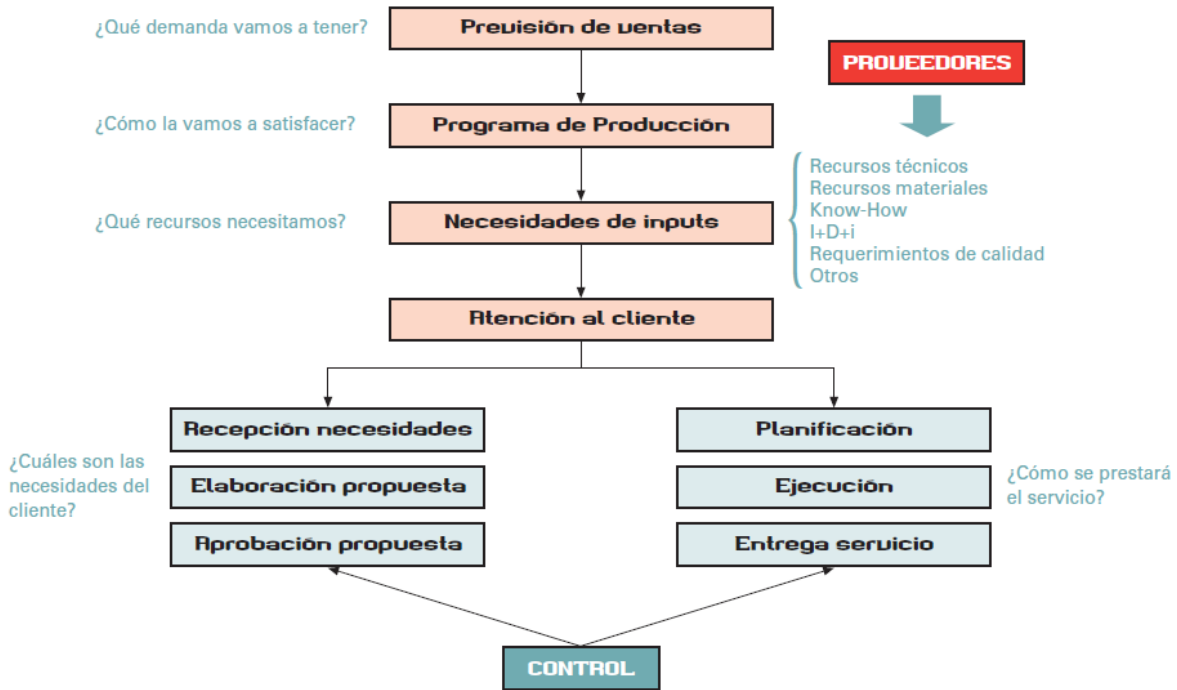 ¿Qué demanda vamos a tener?
Previsión de ventas
PROVEEDORES
¿Cómo la vamos a satisfacer?
Programa de Producción
¿Qué recursos necesitamos?
Necesidades de inputs
Recursos técnicos
Recursos materiales
Know-How
I+D+i
Requerimientos de calidad
Otros
Atención al cliente
¿Cuáles son las
necesidades del
cliente?
Recepción necesidades
Elaboración propuesta
Aprobación propuesta
Planificación
Ejecución
Entrega servicio
¿Cómo se prestará
el servicio?
CONTROL